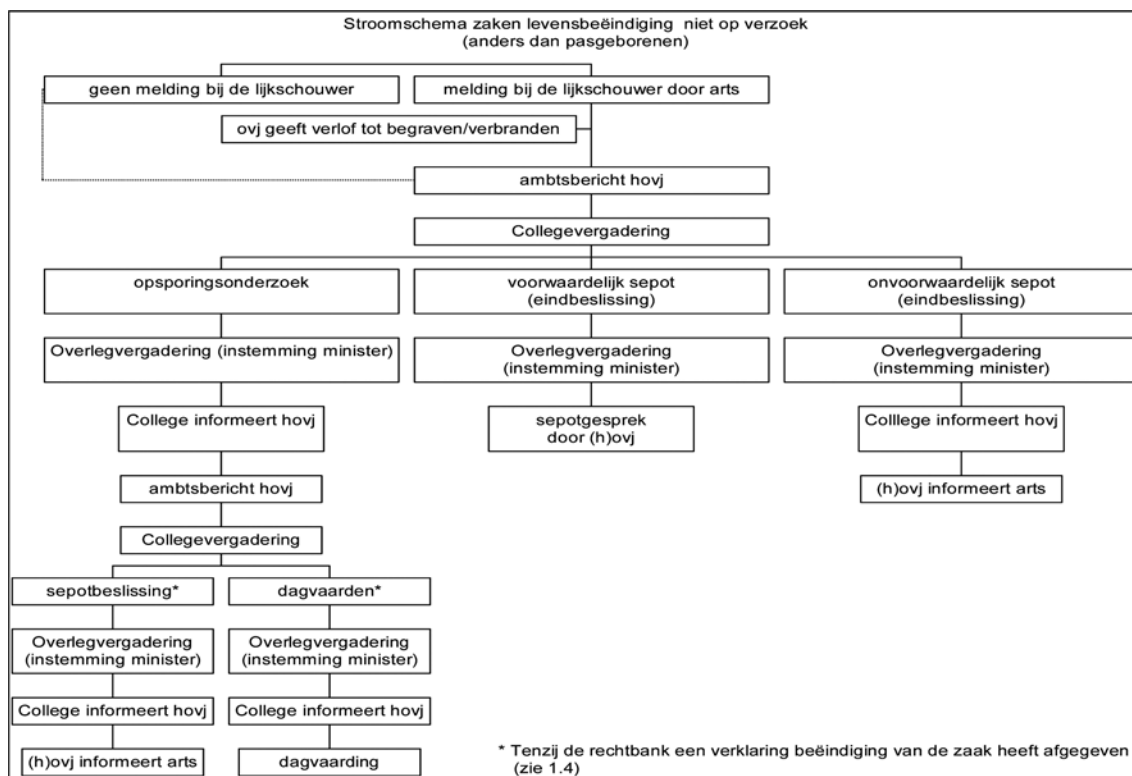 Stroomschema zaken levensbeëindiging niet op verzoek
(anders dan pasgeborenen)
geen melding bij de lijkschouwer
melding bij de lijkschouwer door arts
ovj geeft verlof tot begraven/verbranden
ambtsbericht hovj
Collegevergadering
opsporingsonderzoek
voorwaardelijk sepot
(eindbeslissing)
onvoorwaardelijk sepot
(eindbeslissing)
Overlegvergadering (instemming minister)
Overlegvergadering
(instemming minister)
Overlegvergadering
(instemming minister)
College informeert hovj
sepotgesprek
door (h)ovj
Colllege informeert hovj
ambtsbericht hovj
(h)ovj informeert arts
Collegevergadering
sepotbeslissing*
dagvaarden*
Overlegvergadering
(instemming minister)
Overlegvergadering
(instemming minister)
College informeert hovj
College informeert hovj
(h)ovj informeert arts
dagvaarding
* Tenzij de rechtbank een verklaring beëindiging van de zaak heeft afgegeven
(zie 1.4)